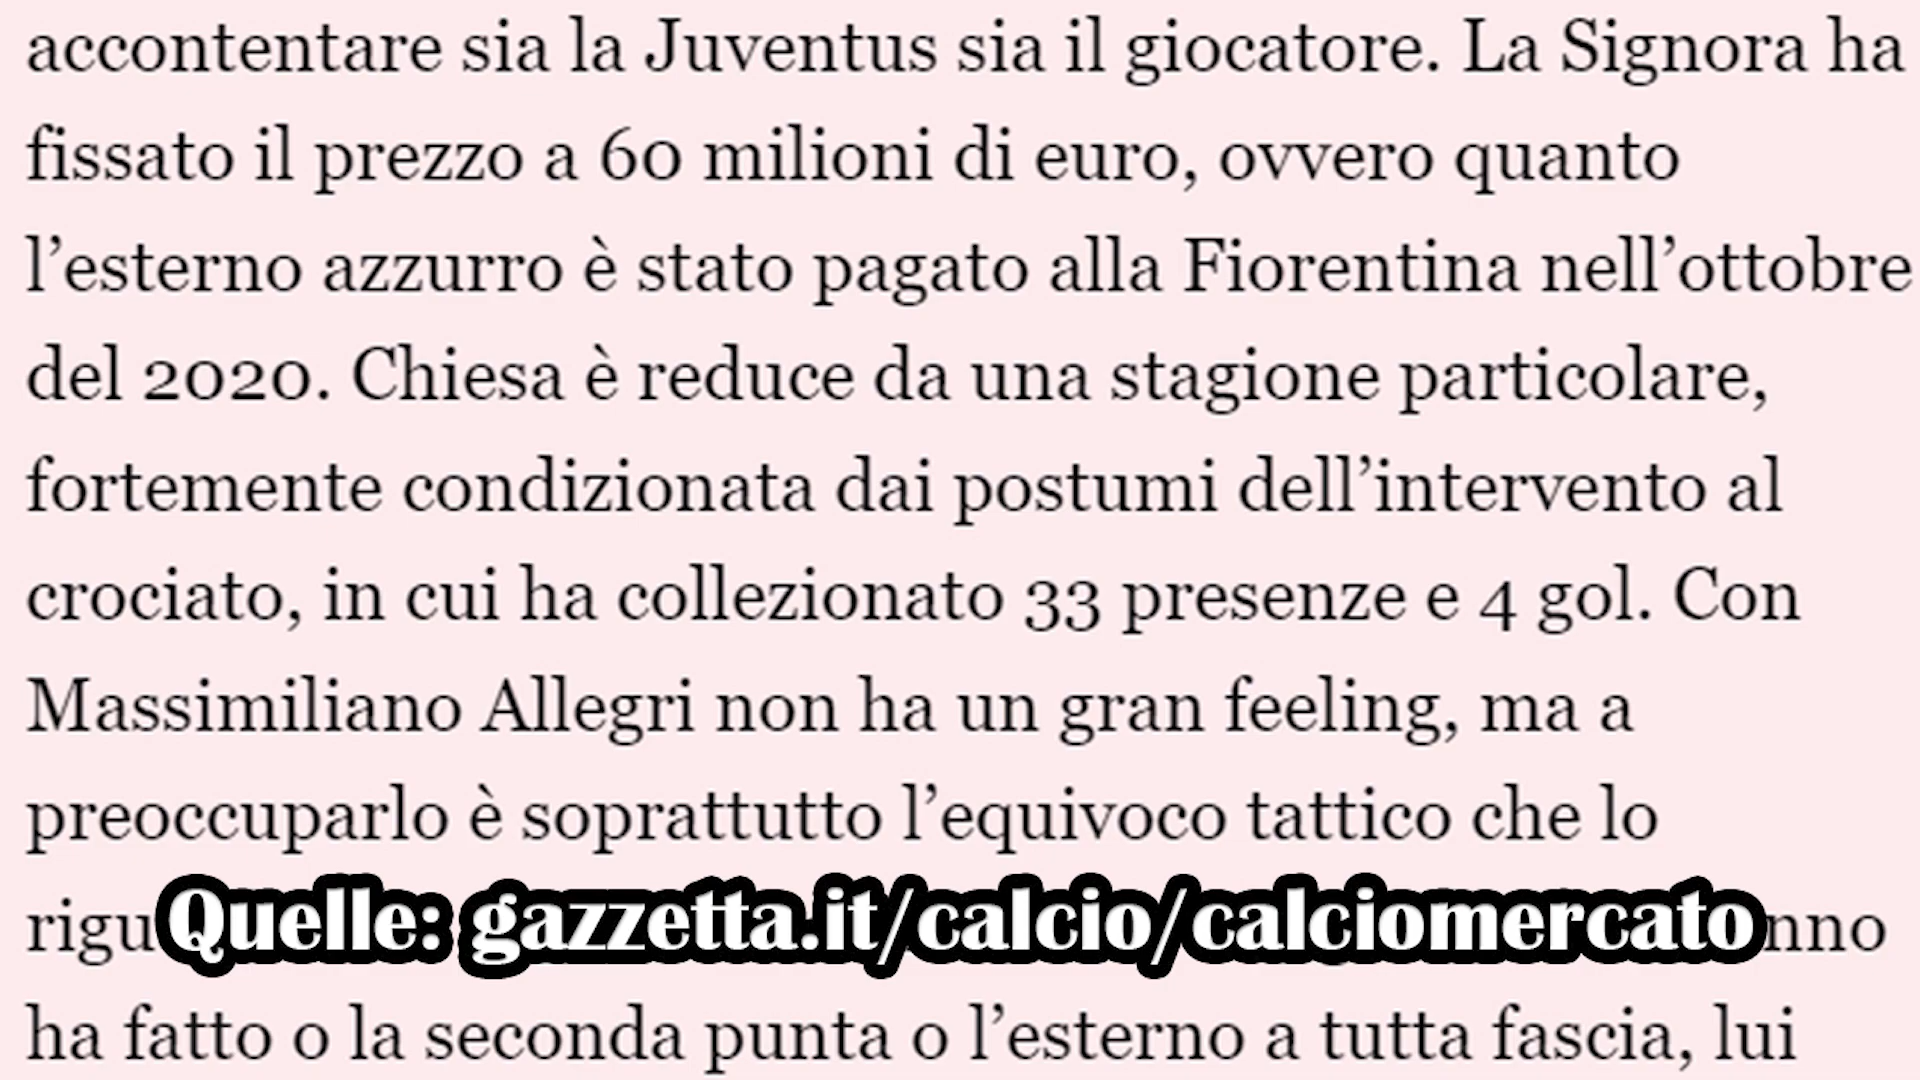 accontentare sia la Juventus sia il giocatore. La Signora ha
fissato il prezzo a 60 milioni di euro, ovvero quanto
l’esterno azzurro è stato pagato alla Fiorentina nell’ottobre
del 2020. Chiesa è reduce da una stagione particolare,
fortemente condizionata dai postumi dell’intervento al
crociato, in cui ha collezionato 33 presenze e 4 gol. Con
Massimiliano Allegri non ha un gran feeling, ma a
preoccuparlo è soprattutto l’equivoco tattico che lo
Quelle: gazzetta.it/calcio/calciomercato
ha fatto o la seconda punta o l’esterno a tutta fascia, lui